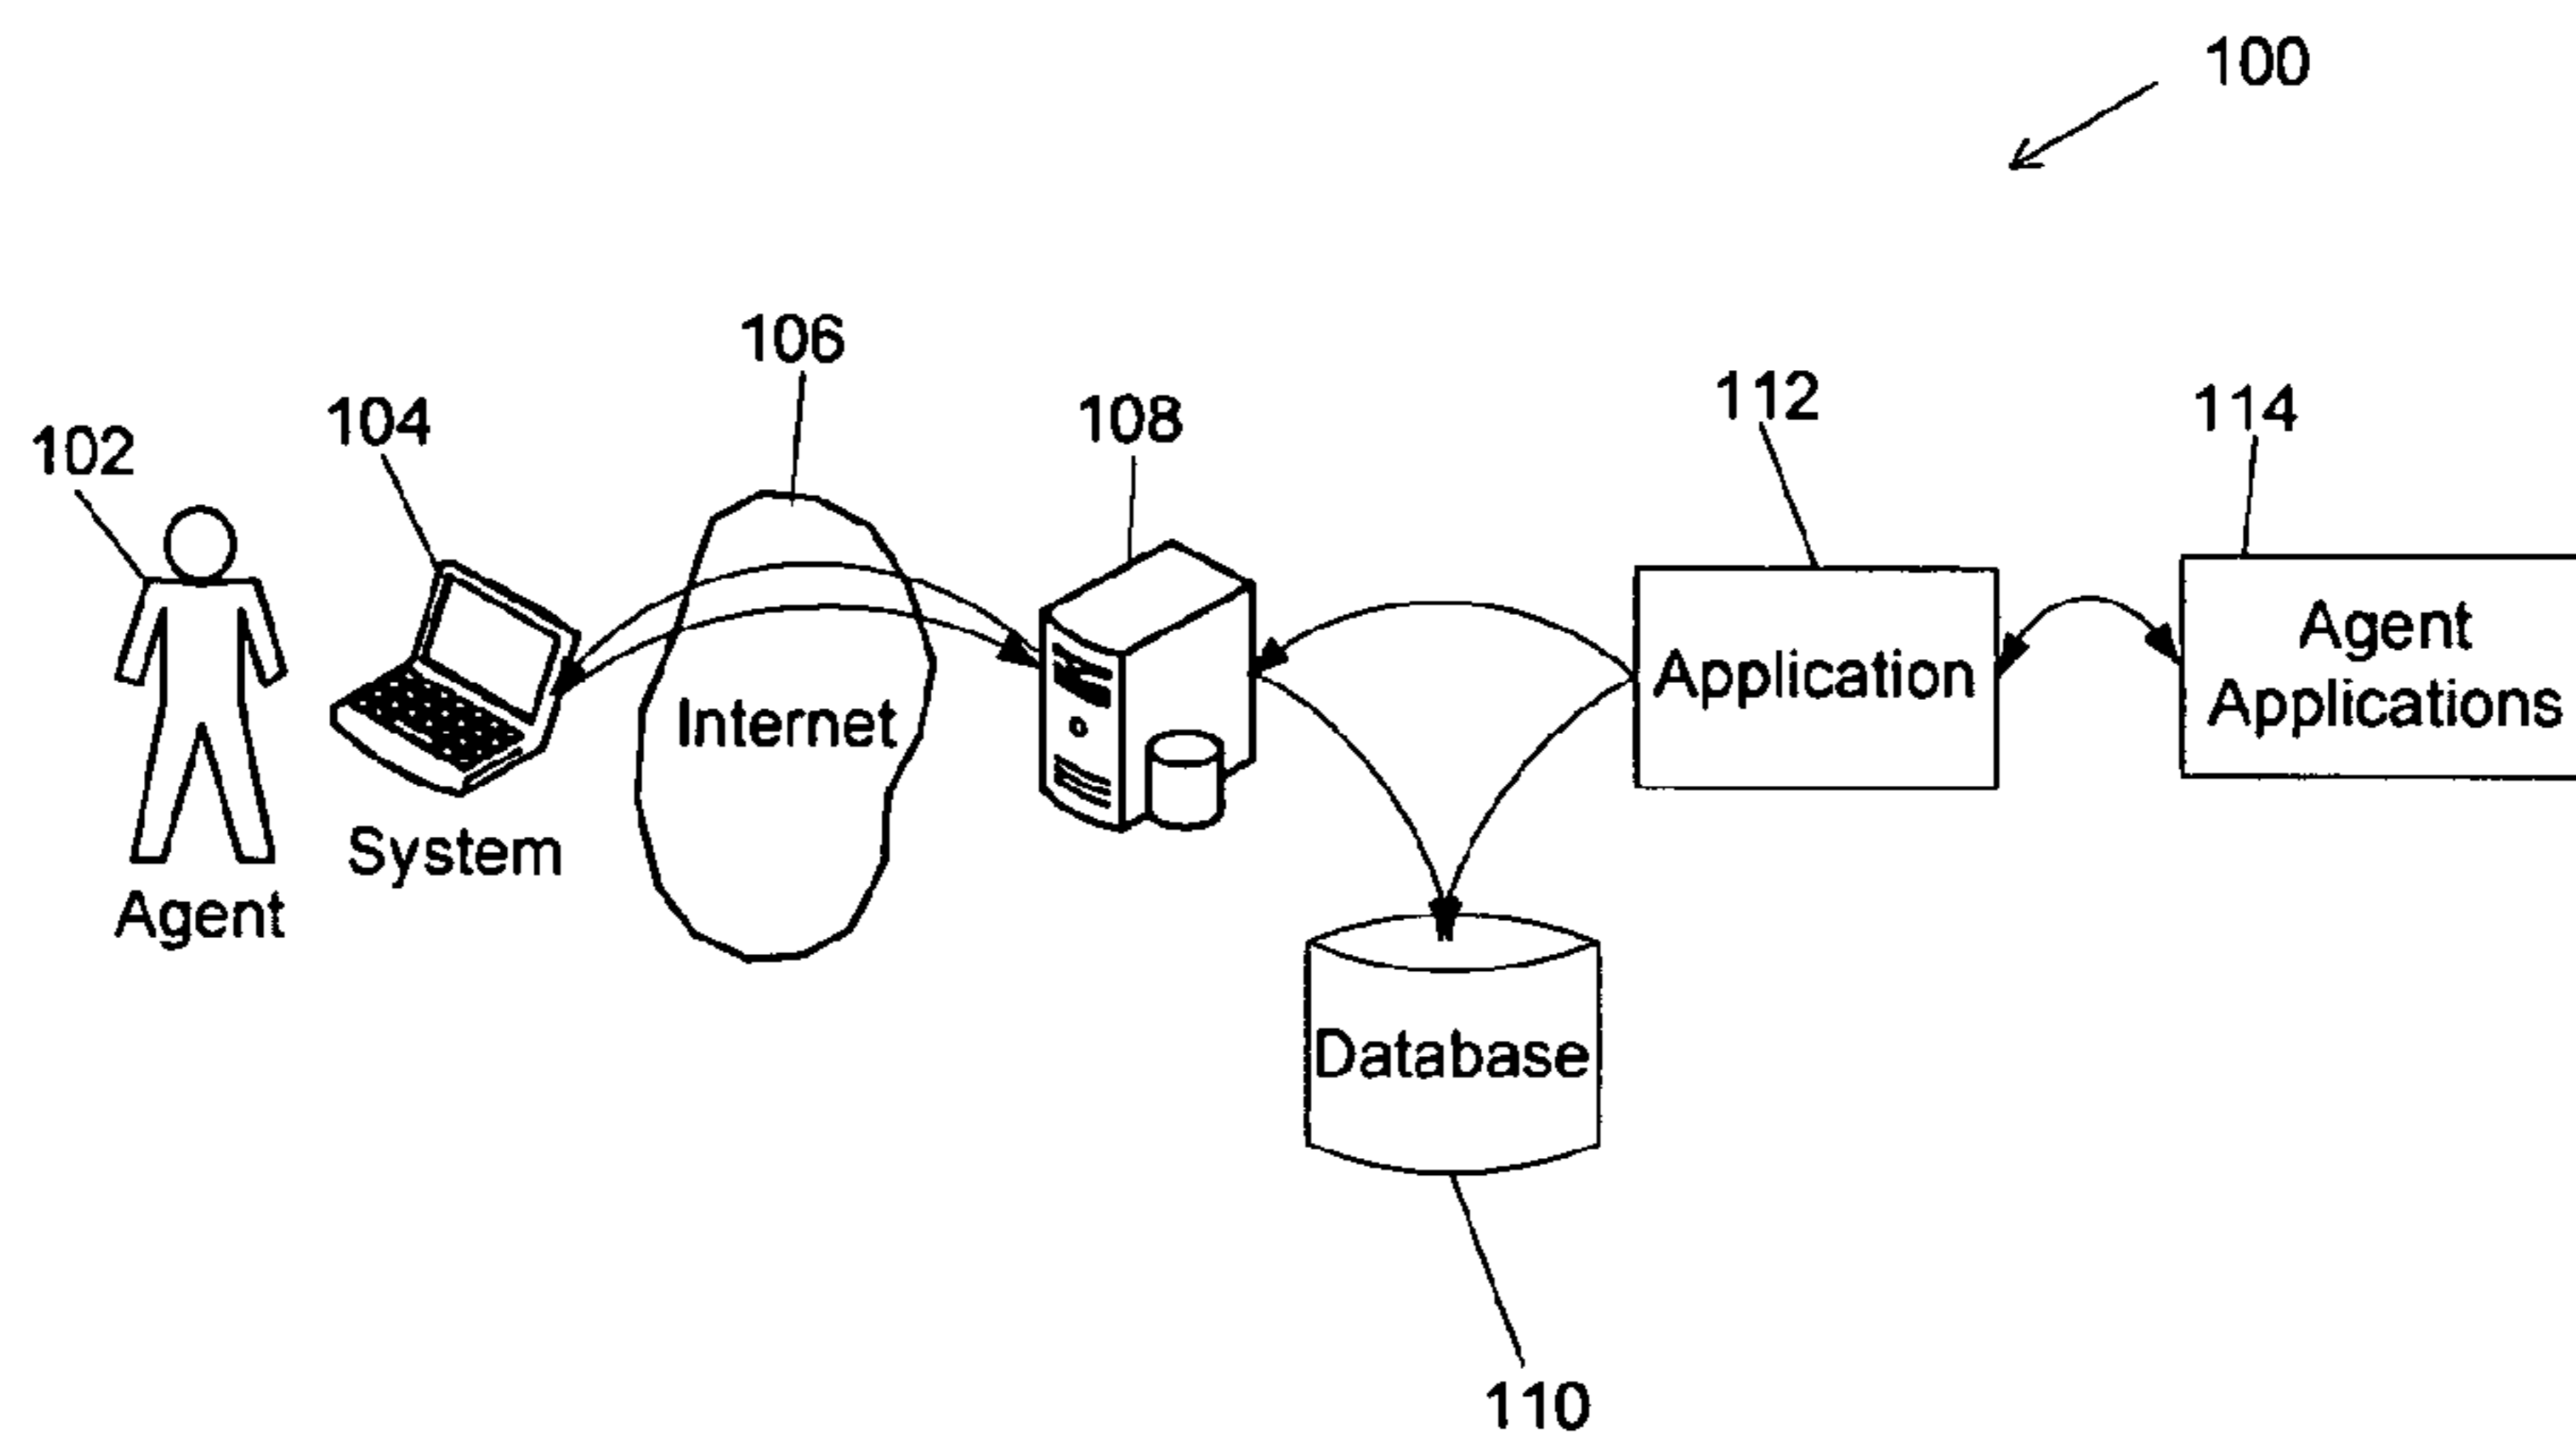 100
106
112
114
104
108
102
Agent
Applications
Application
Internet
System
Agent
Database
110